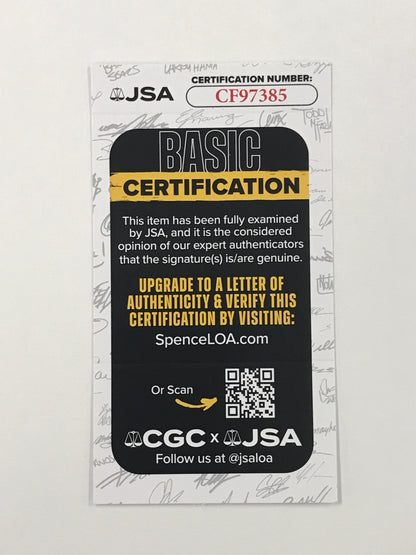 CERTIFICATION NUMBER:
JSA
CF97385
BASIC
CERTIFICATION
This item has been fully examined
by JSA, and it is the considered
opinion of our expert authenticators
that the signature(s) is/are genuine.
UPGRADE TO A LETTER OF
AUTHENTICITY & VERIFY THIS
CERTIFICATION BY VISITING:
SpenceLOA.com
Or Scan
CGC x JSA
Follow us at @jsaloa